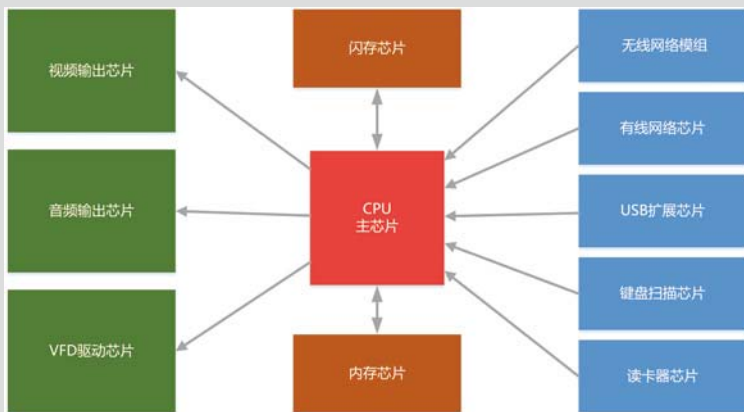 视频输出芯片
音频输出芯片
VFD驱动芯片
闪存芯片
CPU
主芯片
内存芯片
无线网络模组
有线网络芯片
USB扩展芯片
键盘扫描芯片
读卡器芯片